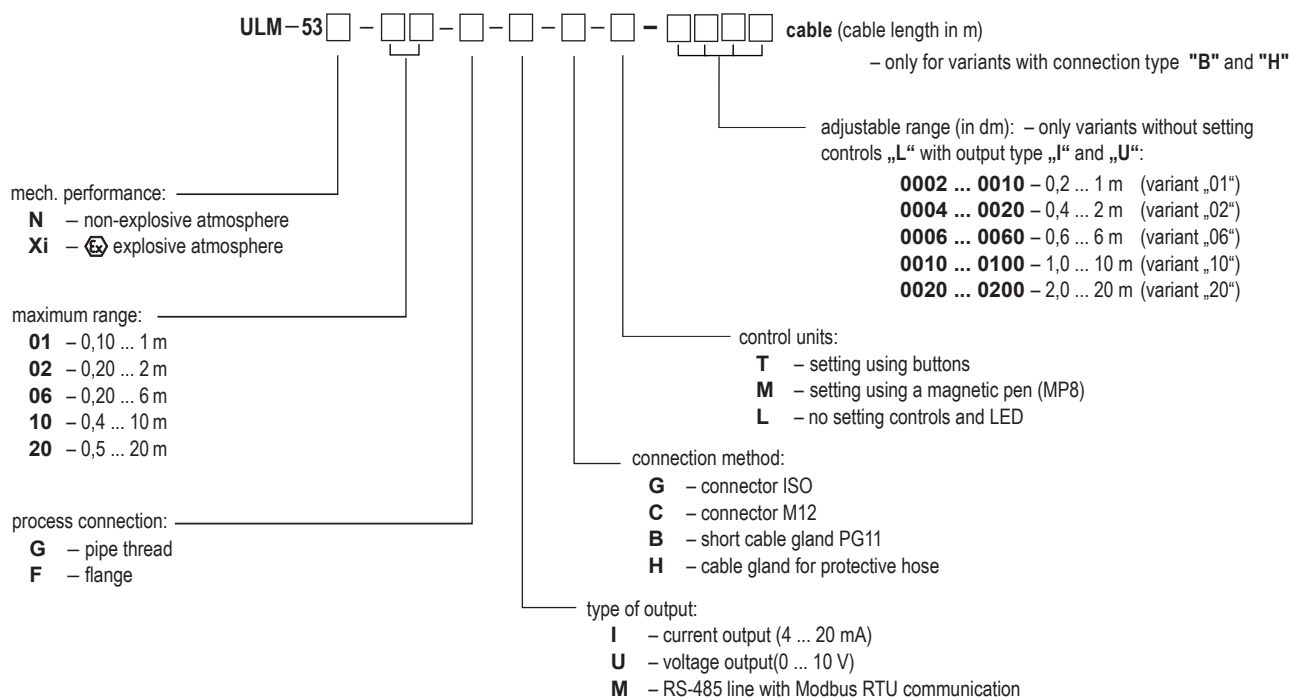 ULM–53□ – □□ – □ – □ – □ – □ – □□□□ cable (cable length in m)
– only for variants with connection type "B" and "H"
adjustable range (in dm): – only variants without setting
controls „L“ with output type „I“ and „U“:
0002 ... 0010 – 0,2 ... 1 m (variant „01“)
0004 ... 0020 – 0,4 ... 2 m (variant „02“)
0006 ... 0060 – 0,6 ... 6 m (variant „06“)
0010 ... 0100 – 1,0 ... 10 m (variant „10“)
0020 ... 0200 – 2,0 ... 20 m (variant „20“)
mech. performance:
N – non-explosive atmosphere
Xi – Ex explosive atmosphere
maximum range:
01 – 0,10 ... 1 m
02 – 0,20 ... 2 m
06 – 0,20 ... 6 m
10 – 0,4 ... 10 m
20 – 0,5 ... 20 m
control units:
T – setting using buttons
M – setting using a magnetic pen (MP8)
L – no setting controls and LED
connection method:
G – connector ISO
C – connector M12
B – short cable gland PG11
H – cable gland for protective hose
process connection:
G – pipe thread
F – flange
type of output:
I – current output (4 ... 20 mA)
U – voltage output(0 ... 10 V)
M – RS-485 line with Modbus RTU communication